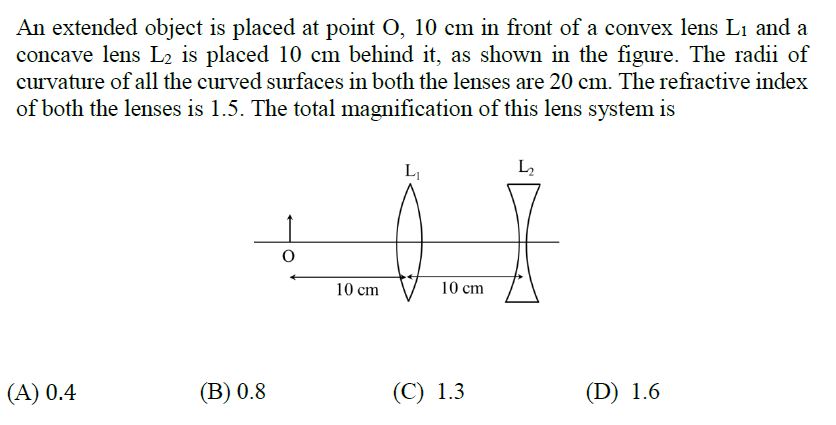 An extended object is placed at point O, 10 cm in front of a convex lens L₁ and a
concave lens L₂ is placed 10 cm behind it, as shown in the figure. The radii of
curvature of all the curved surfaces in both the lenses are 20 cm. The refractive index
of both the lenses is 1.5. The total magnification of this lens system is
L₁ L₂
O
10 cm 10 cm
(A) 0.4 (B) 0.8 (C) 1.3 (D) 1.6